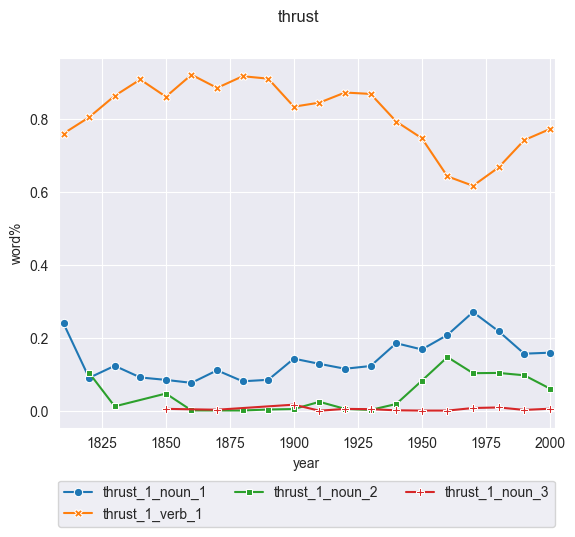 thrust
word%
0.8
0.6
0.4
0.2
0.0
1825 1850 1875 1900 1925 1950 1975 2000
year
thrust_1_noun_1 thrust_1_noun_2 thrust_1_noun_3
thrust_1_verb_1